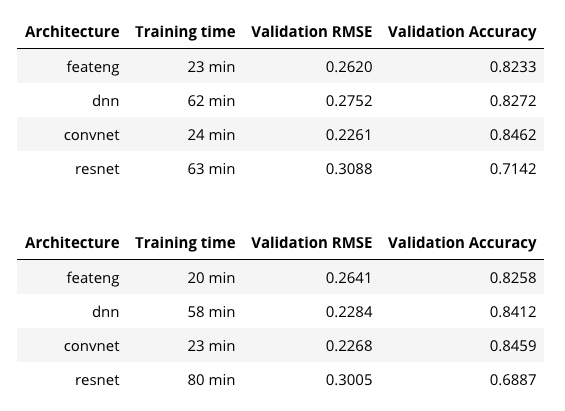 Architecture Training time Validation RMSE Validation Accuracy
feateng 23 min 0.2620 0.8233
dnn 62 min 0.2752 0.8272
convnet 24 min 0.2261 0.8462
resnet 63 min 0.3088 0.7142
Architecture Training time Validation RMSE Validation Accuracy
feateng 20 min 0.2641 0.8258
dnn 58 min 0.2284 0.8412
convnet 23 min 0.2268 0.8459
resnet 80 min 0.3005 0.6887